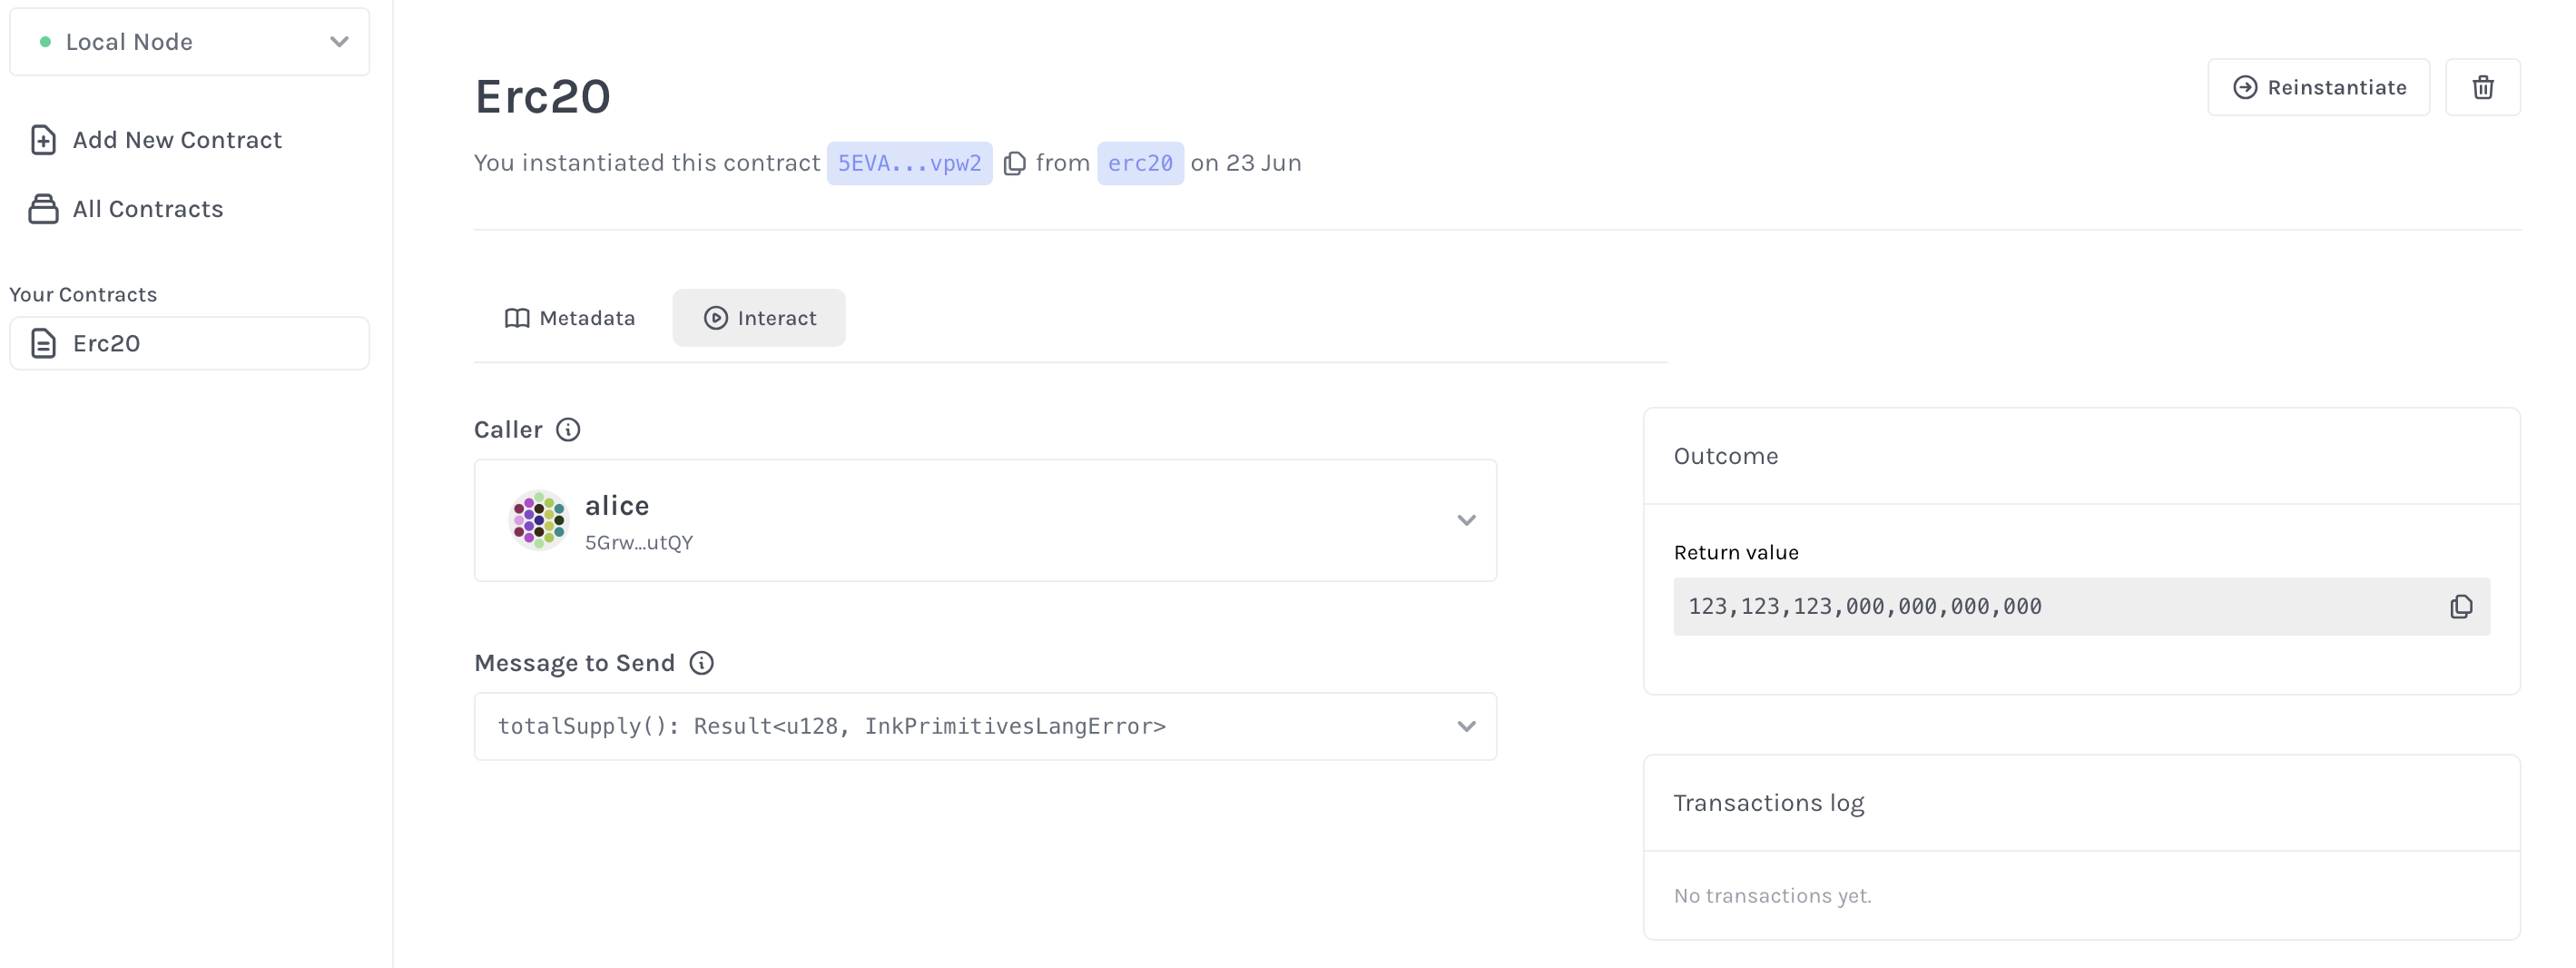 Local Node
Add New Contract
All Contracts
Your Contracts
Erc20
Erc20
You instantiated this contract 5EVA...vpw2 from erc20 on 23 Jun
Reinstantiate
Metadata
Interact
Caller
alice
5Grw...utQY
Message to Send
totalSupply(): Result<u128, InkPrimitivesLangError>
Outcome
Return value
123,123,123,000,000,000,000
Transactions log
No transactions yet.